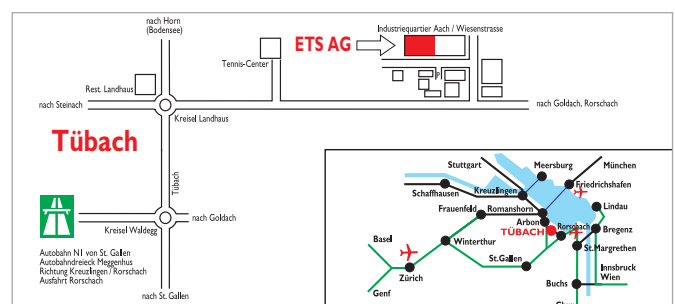 nach Horn
(Bodensee)
ETS AG
Industriequartier Aach / Wiesenstrasse
Tennis-Center
Rest. Landhaus
P
nach Steinach
nach Goldach, Rorschach
Kreisel Landhaus
Tübach
Tübach
nach Goldach
Kreisel Waldegg
Autobahn N1 von St. Gallen
Autobahndreieck Meggenhus
Richtung Kreuzlingen / Rorschach
Ausfahrt Rorschach
nach St. Gallen
Stuttgart
Meersburg
München
Schaffhausen
Kreuzlingen
Friedrichshafen
Frauenfeld
Romanshorn
Lindau
Arbon
TÜBACH
Rorschach
Bregenz
Basel
Winterthur
St.Margrethen
St.Gallen
Innsbruck
Wien
Zürich
Genf
Buchs